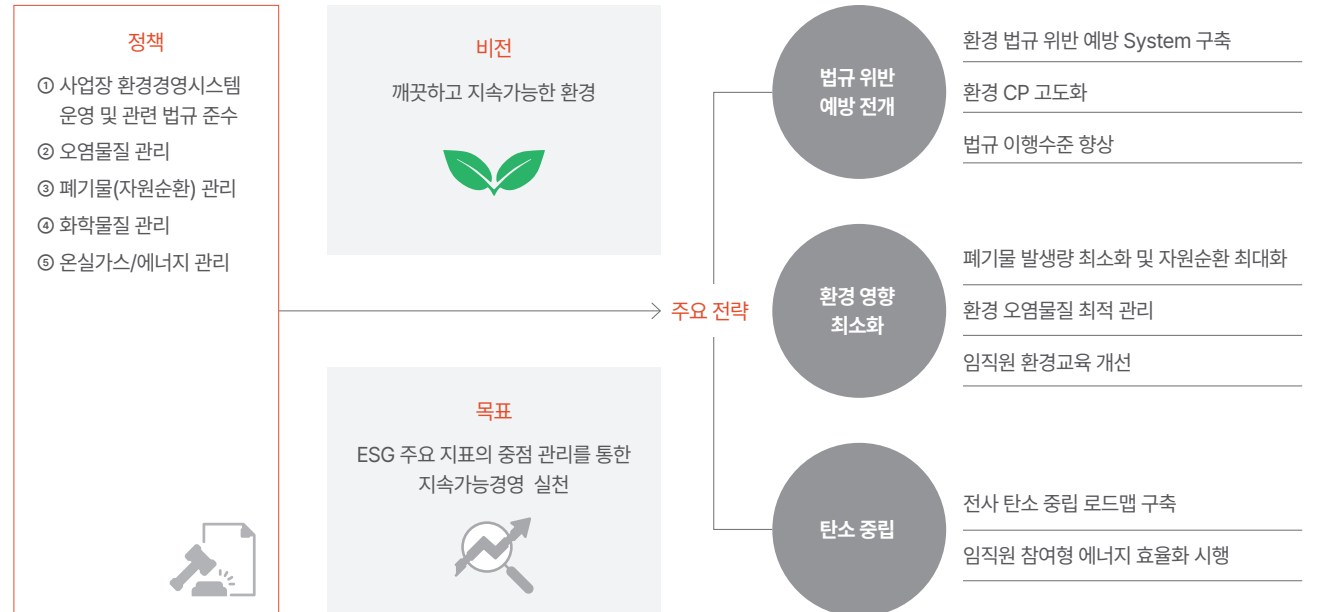 정책
① 사업장 환경경영시스템
운영 및 관련 법규 준수
② 오염물질 관리
③ 폐기물(자원순환) 관리
④ 화학물질 관리
⑤ 온실가스/에너지 관리
비전
깨끗하고 지속가능한 환경
목표
ESG 주요 지표의 중점 관리를 통한
지속가능경영 실천
주요 전략
법규 위반
예방 전개
환경 법규 위반 예방 System 구축
환경 CP 고도화
법규 이행수준 향상
환경 영향
최소화
폐기물 발생량 최소화 및 자원순환 최대화
환경 오염물질 최적 관리
임직원 환경교육 개선
탄소 중립
전사 탄소 중립 로드맵 구축
임직원 참여형 에너지 효율화 시행